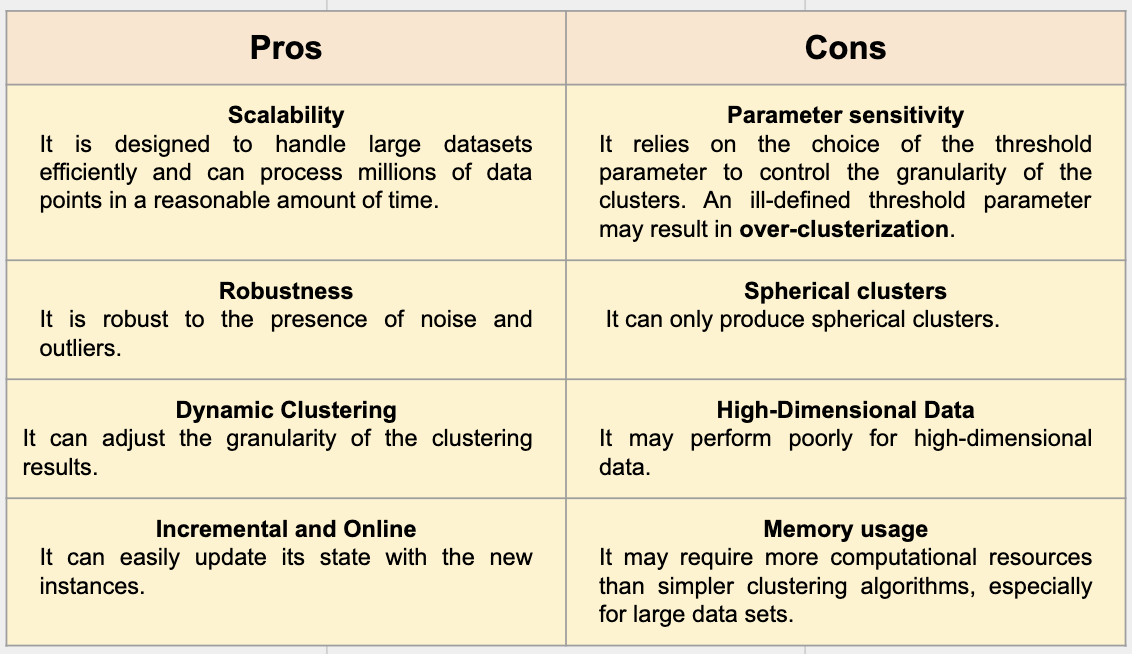 Pros
Cons
Scalability
It is designed to handle large datasets
efficiently and can process millions of data
points in a reasonable amount of time.
Parameter sensitivity
It relies on the choice of the threshold
parameter to control the granularity of the
clusters. An ill-defined threshold parameter
may result in over-clusterization.
Robustness
It is robust to the presence of noise and
outliers.
Spherical clusters
It can only produce spherical clusters.
Dynamic Clustering
It can adjust the granularity of the clustering
results.
High-Dimensional Data
It may perform poorly for high-dimensional
data.
Incremental and Online
It can easily update its state with the new
instances.
Memory usage
It may require more computational resources
than simpler clustering algorithms, especially
for large data sets.